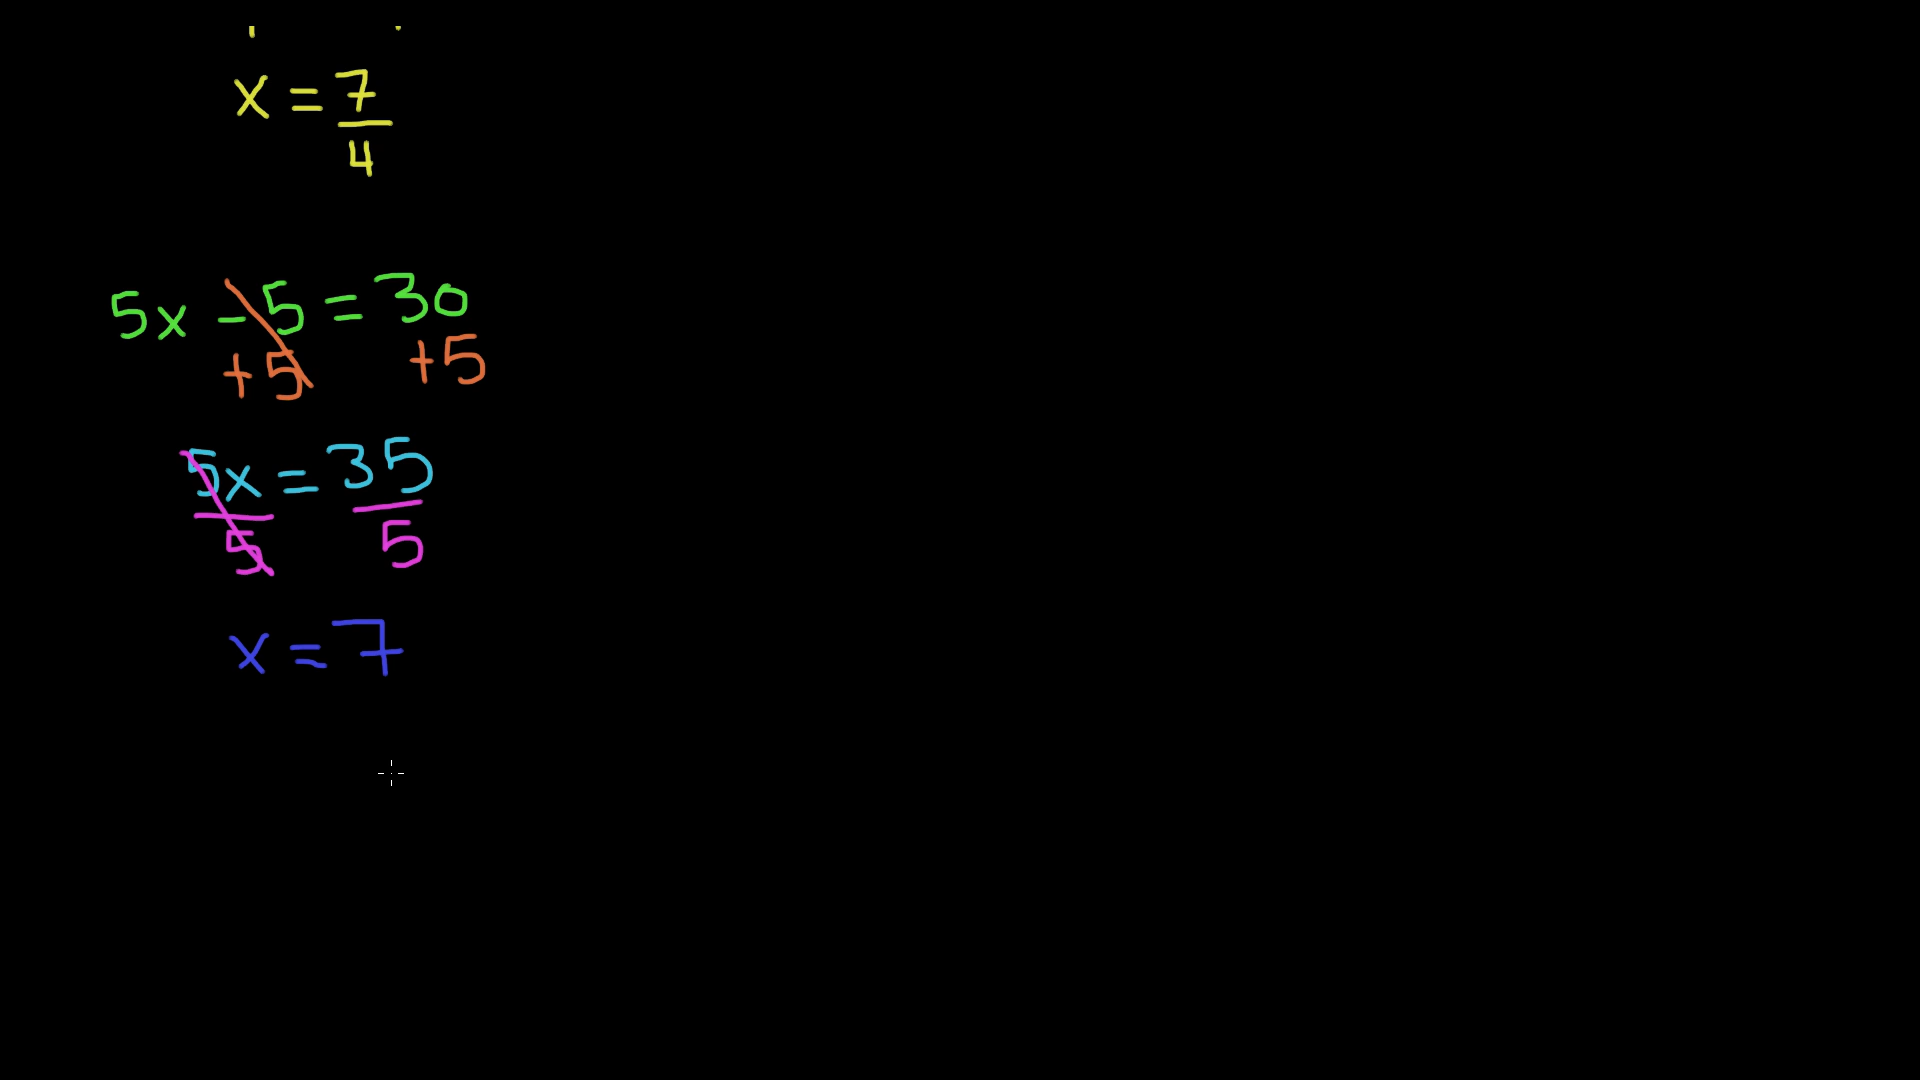 x = 7/4
5x - 5 = 30
+5 +5
5x = 35
5 5
x = 7